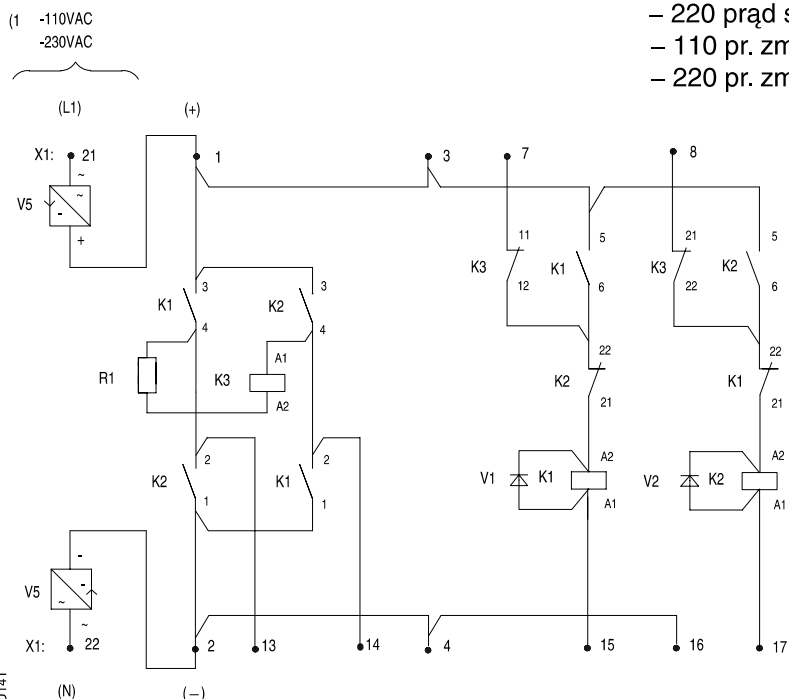 (1 -110VAC
-230VAC
– 220 prąd s
– 110 pr. zm
– 220 pr. zm
(L1) (+)
X1: 21 1 3 7 8
~
~
V5 -
+
11 5 21 5
K3 K1 K3 K2
12 6 22 6
3 3
K1 K2
4 4
22 22
A1
R1 K3 K2 K1
A2
21 21
2 2
K2 K1
1 1
A2 A2
V1 K1 V2 K2
A1 A1
-
V5 -
~
~
X1: 22 2 13 14 4 15 16 17
(N) (–)